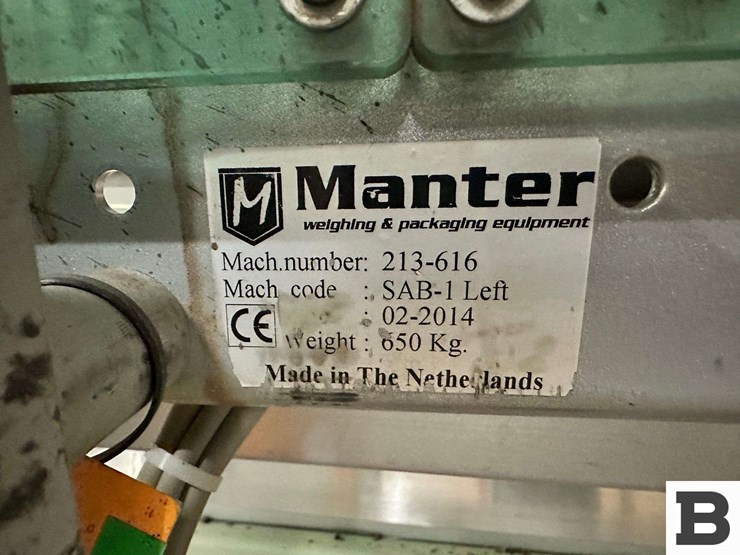 M Manter
weighing & packaging equipment
Mach.number: 213-616
Mach code : SAB-1 Left
CE : 02-2014
weight : 650 Kg.
Made in The Netherlands
B